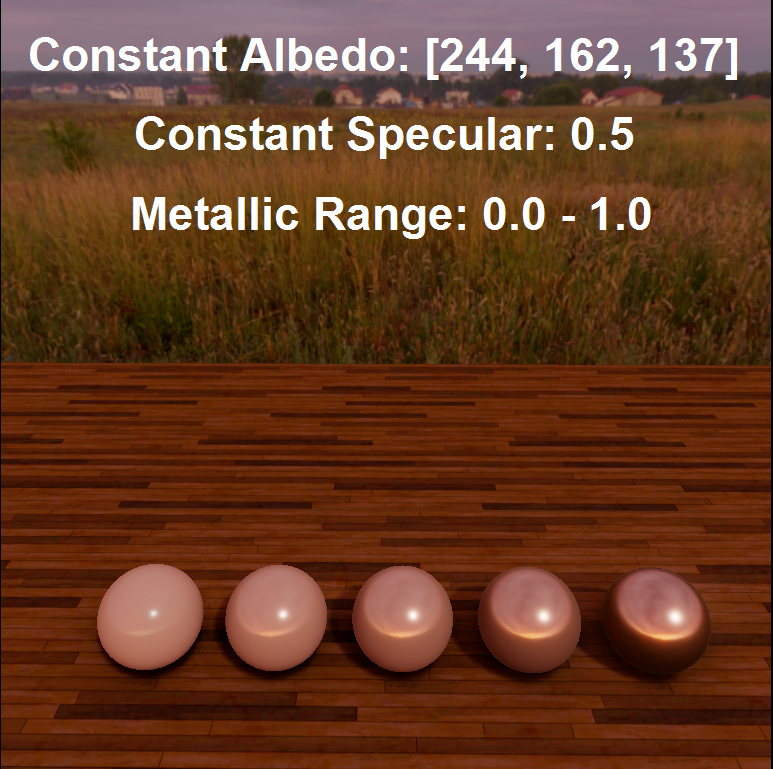 Constant Albedo: [244, 162, 137]
Constant Specular: 0.5
Metallic Range: 0.0 - 1.0